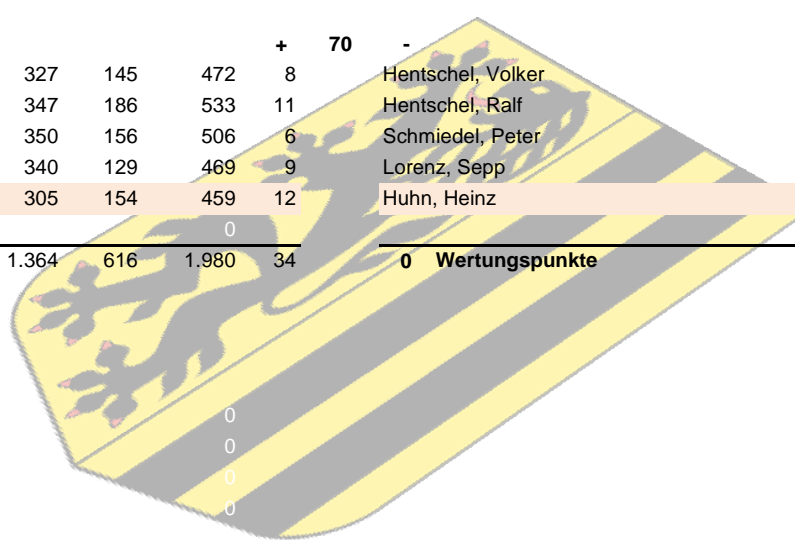 + 70 -
327 145 472 8 Hentschel, Volker
347 186 533 11 Hentschel, Ralf
350 156 506 6 Schmiedel, Peter
340 129 469 9 Lorenz, Sepp
305 154 459 12 Huhn, Heinz
0
1.364 616 1.980 34 0 Wertungspunkte
0
0
0
0